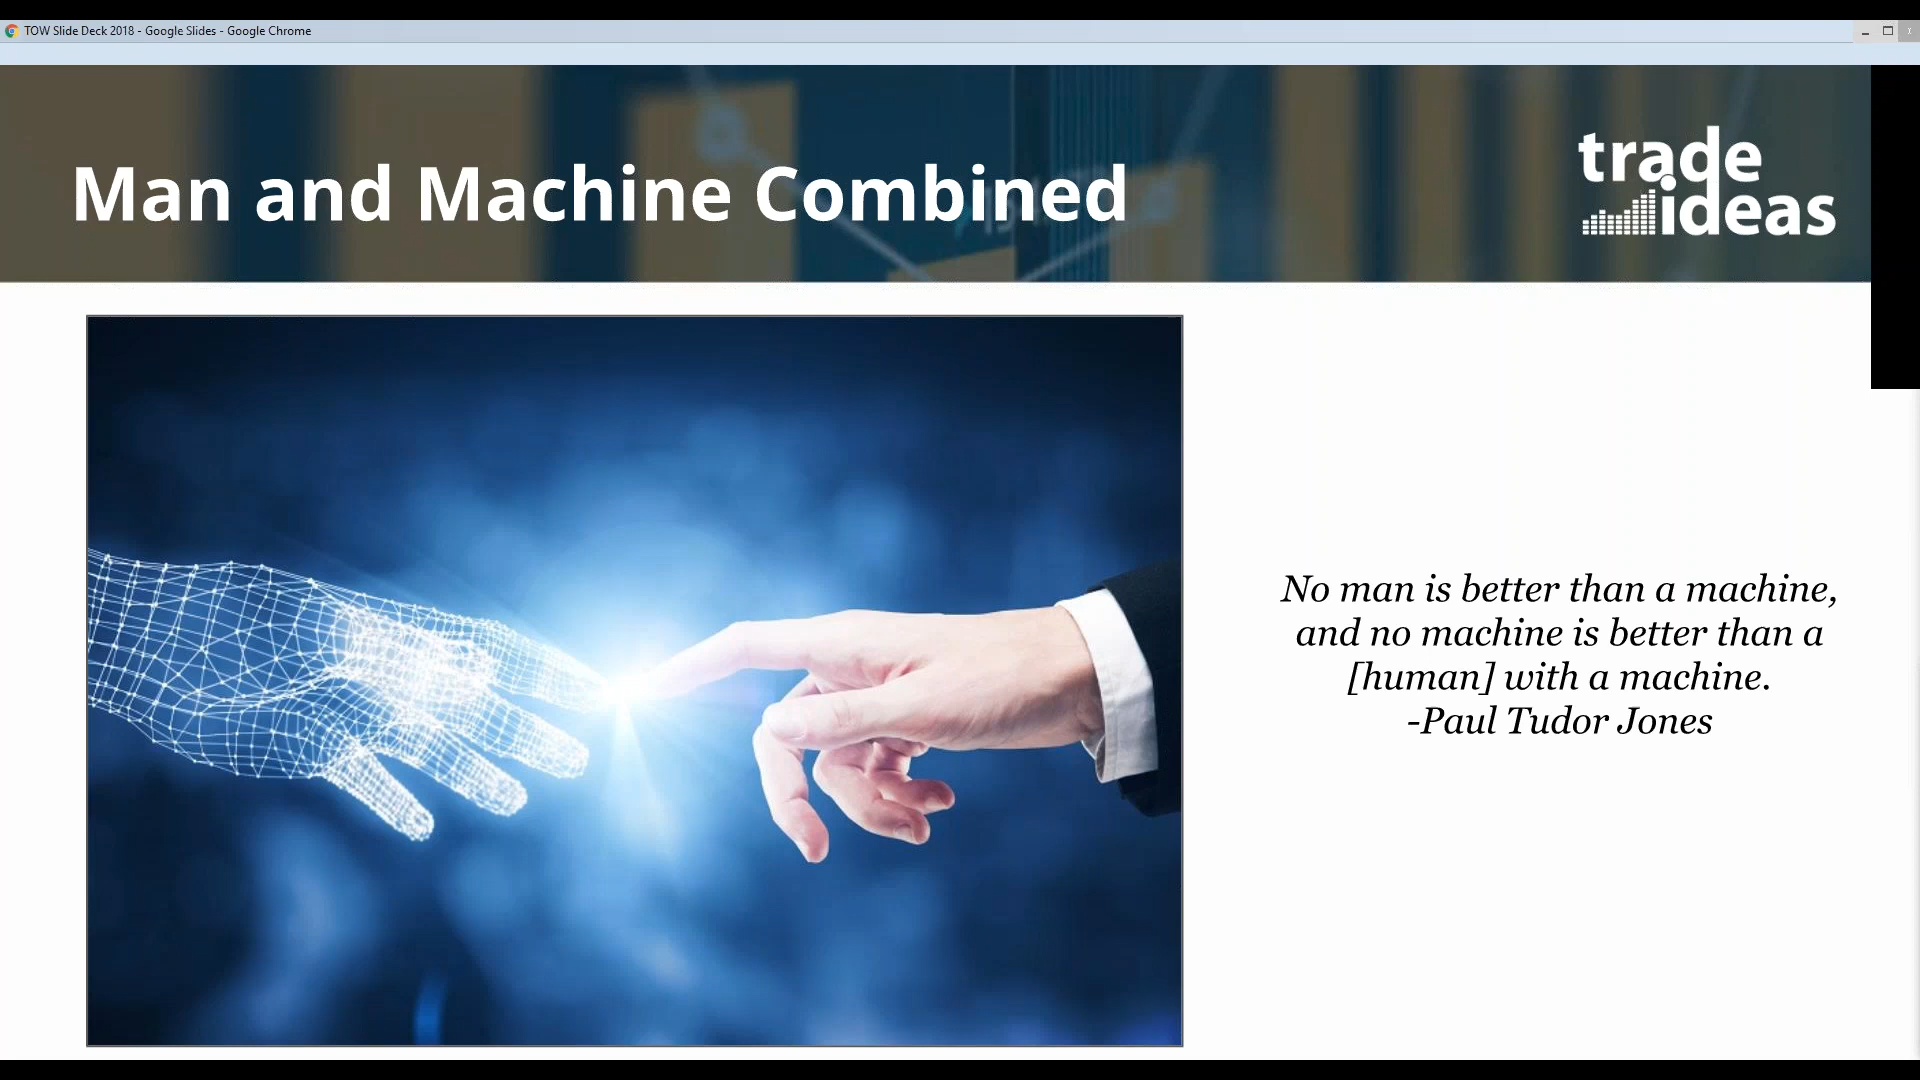 TOW Slide Deck 2018 - Google Slides - Google Chrome
Man and Machine Combined
trade
ideas
No man is better than a machine,
and no machine is better than a
[human] with a machine.
-Paul Tudor Jones